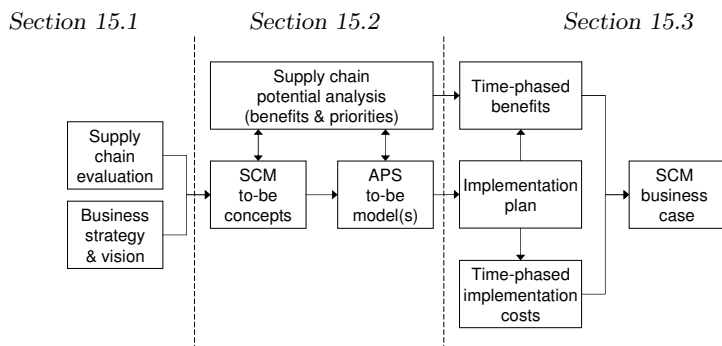 Section 15.1
Section 15.2
Section 15.3
Supply chain
potential analysis
(benefits & priorities)
Time-phased
benefits
Supply
chain
evaluation
SCM
to-be
concepts
APS
to-be
model(s)
Implementation
plan
SCM
business
case
Business
strategy
& vision
Time-phased
implementation
costs